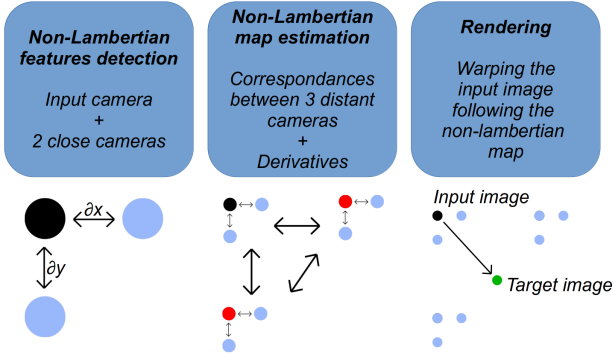 Non-Lambertian
features detection
Input camera
+
2 close cameras
Non-Lambertian
map estimation
Correspondances
between 3 distant
cameras
+
Derivatives
Rendering
Warping the
input image
following the
non-lambertian
map
∂x
∂y
Input image
Target image